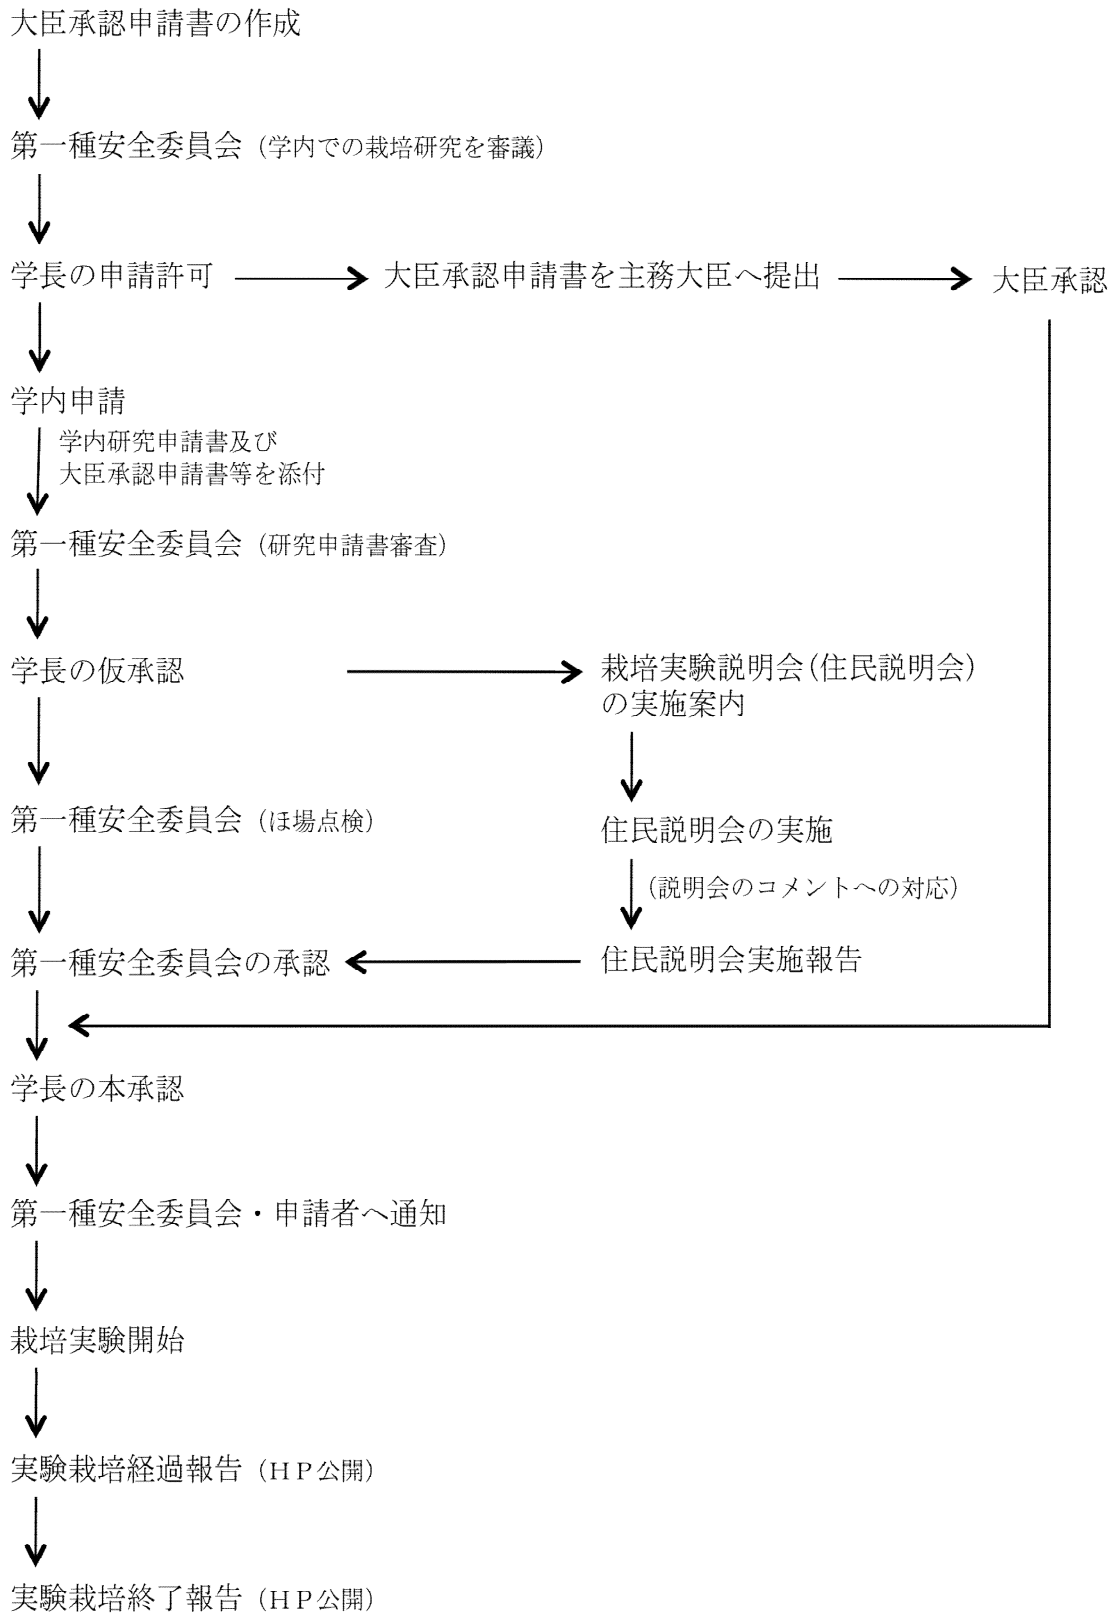 大臣承認申請書の作成
第一種安全委員会（学内での栽培研究を審議）
学長の申請許可
大臣承認申請書を主務大臣へ提出
大臣承認
学内申請
学内研究申請書及び
大臣承認申請書等を添付
第一種安全委員会（研究申請書審査）
学長の仮承認
栽培実験説明会(住民説明会)
の実施案内
第一種安全委員会（ほ場点検）
住民説明会の実施
（説明会のコメントへの対応）
第一種安全委員会の承認
住民説明会実施報告
学長の本承認
第一種安全委員会・申請者へ通知
栽培実験開始
実験栽培経過報告（ＨＰ公開）
実験栽培終了報告（ＨＰ公開）